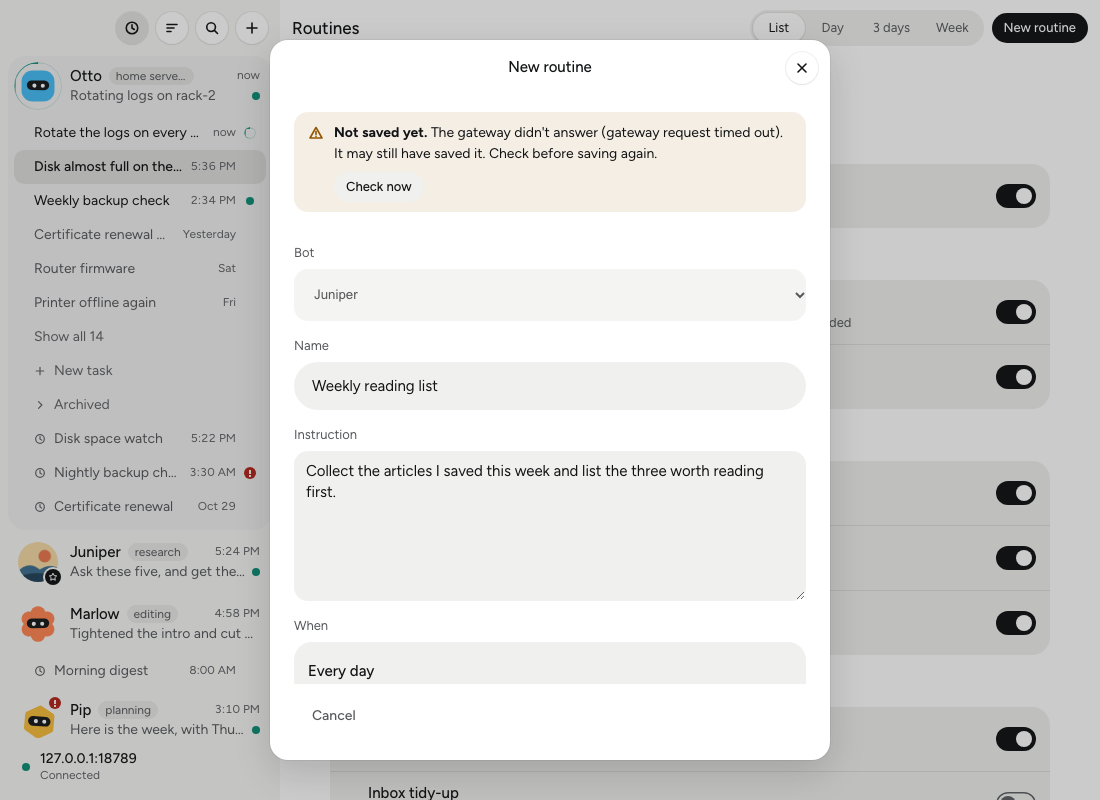 Routines
List
Day
3 days
Week
New routine
Otto
home serve...
now
Rotating logs on rack-2
Rotate the logs on every ...
now
Disk almost full on the...
5:36 PM
Weekly backup check
2:34 PM
Certificate renewal ...
Yesterday
Router firmware
Sat
Printer offline again
Fri
Show all 14
New task
Archived
Disk space watch
5:22 PM
Nightly backup ch...
3:30 AM
Certificate renewal
Oct 29
Juniper
research
5:24 PM
Ask these five, and get the...
Marlow
editing
4:58 PM
Tightened the intro and cut ...
Morning digest
8:00 AM
Pip
planning
3:10 PM
Here is the week, with Thu...
127.0.0.1:18789
Connected
New routine
Not saved yet. The gateway didn't answer (gateway request timed out).
It may still have saved it. Check before saving again.
Check now
Bot
Juniper
Name
Weekly reading list
Instruction
Collect the articles I saved this week and list the three worth reading
first.
When
Every day
Cancel
ded
Inbox tidy-up